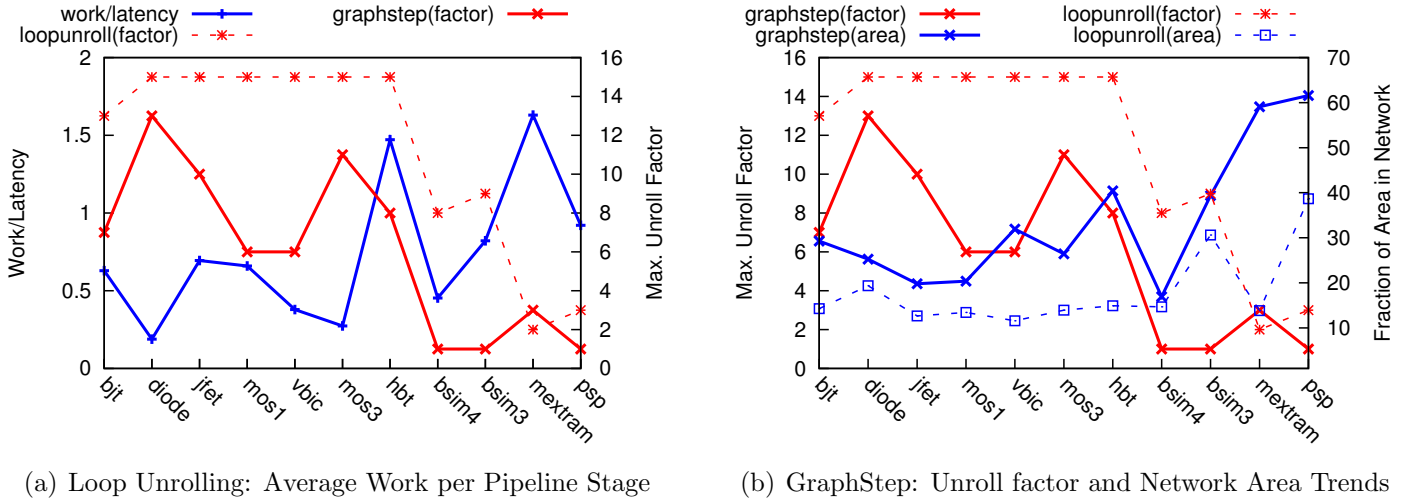 work/latency
graphstep(factor)
loopunroll(factor)
2
1.5
1
0.5
0
Work/Latency
16
14
12
10
8
6
4
2
0
Max. Unroll Factor
bjt
diode
jfet
mos1
vbic
mos3
hbt
bsim4
bsim3
mextram
psp
(a) Loop Unrolling: Average Work per Pipeline Stage
graphstep(factor)
loopunroll(factor)
graphstep(area)
loopunroll(area)
16
14
12
10
8
6
4
2
0
Max. Unroll Factor
70
60
50
40
30
20
10
Fraction of Area in Network
bjt
diode
jfet
mos1
vbic
mos3
hbt
bsim4
bsim3
mextram
psp
(b) GraphStep: Unroll factor and Network Area Trends